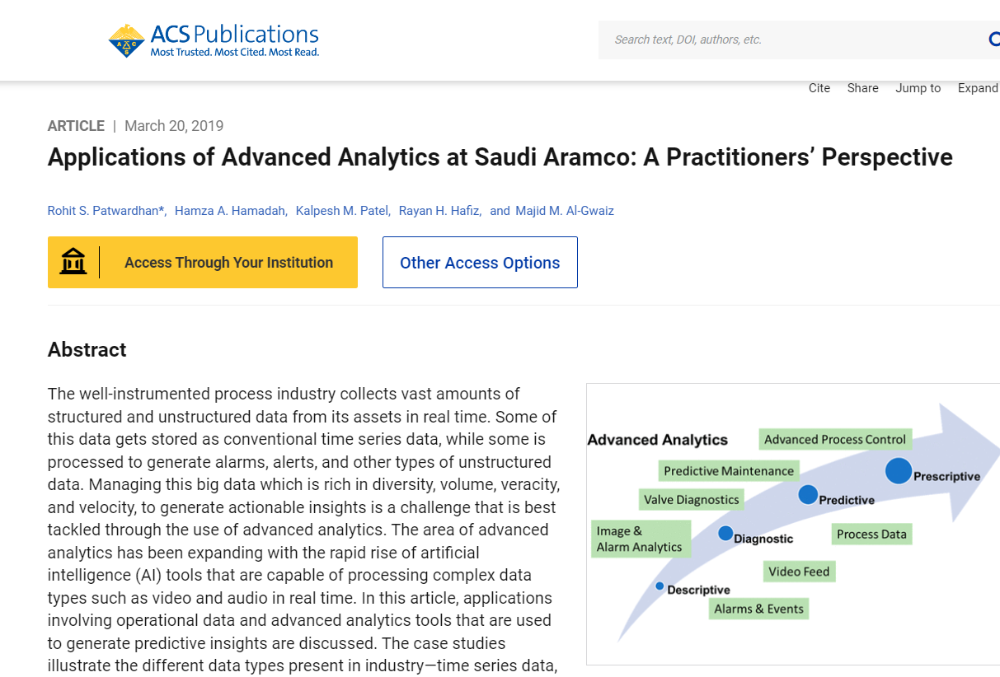 ACS Publications
Most Trusted. Most Cited. Most Read.
A C S
Search text, DOI, authors, etc.
Cite Share Jump to Expand
ARTICLE | March 20, 2019
Applications of Advanced Analytics at Saudi Aramco: A Practitioners’ Perspective
Rohit S. Patwardhan*, Hamza A. Hamadah, Kalpesh M. Patel, Rayan H. Hafiz, and Majid M. Al-Gwaiz
Access Through Your Institution
Other Access Options
Abstract
The well-instrumented process industry collects vast amounts of
structured and unstructured data from its assets in real time. Some of
this data gets stored as conventional time series data, while some is
processed to generate alarms, alerts, and other types of unstructured
data. Managing this big data which is rich in diversity, volume, veracity,
and velocity, to generate actionable insights is a challenge that is best
tackled through the use of advanced analytics. The area of advanced
analytics has been expanding with the rapid rise of artificial
intelligence (AI) tools that are capable of processing complex data
types such as video and audio in real time. In this article, applications
involving operational data and advanced analytics tools that are used
to generate predictive insights are discussed. The case studies
illustrate the different data types present in industry—time series data,
Advanced Analytics
Advanced Process Control
Predictive Maintenance
Prescriptive
Valve Diagnostics
Predictive
Image &
Alarm Analytics
Diagnostic
Process Data
Video Feed
Descriptive
Alarms & Events